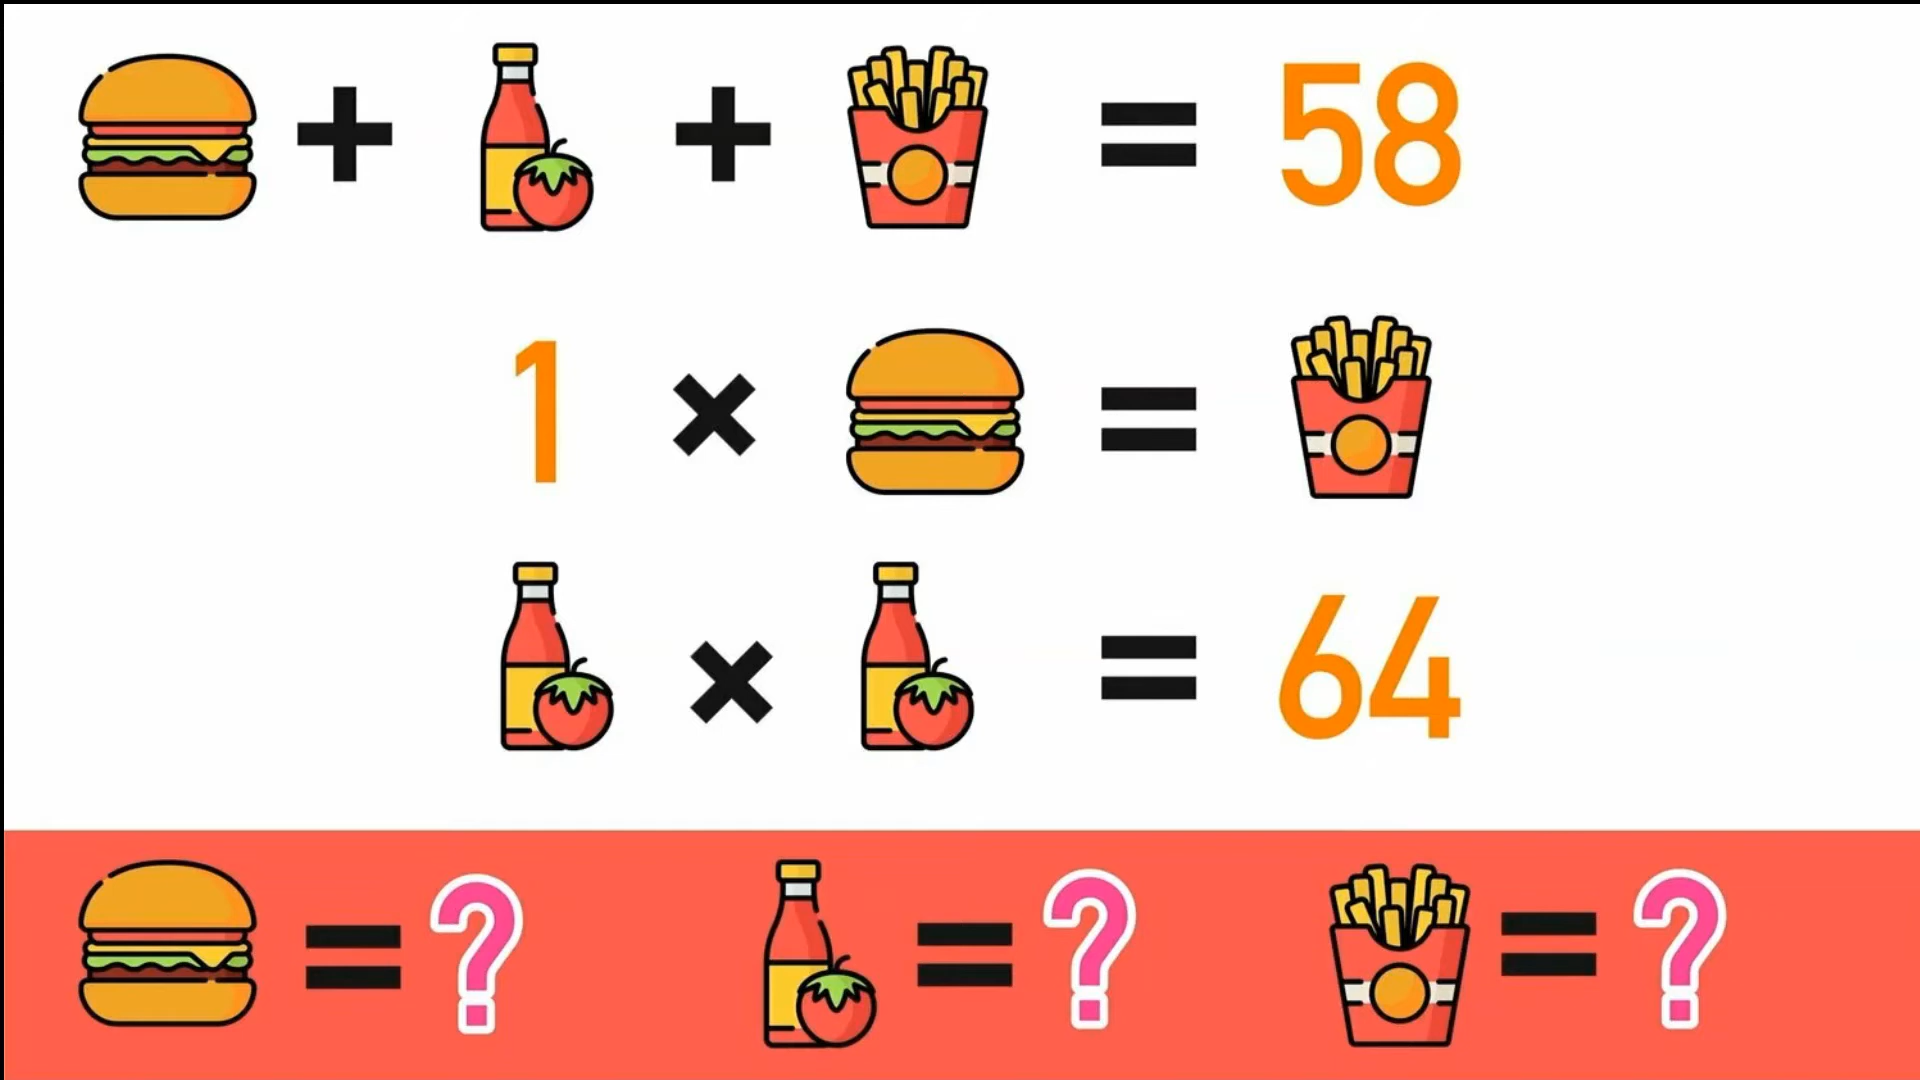 + + = 58
1 × =
× = 64
= ? = ? = ?